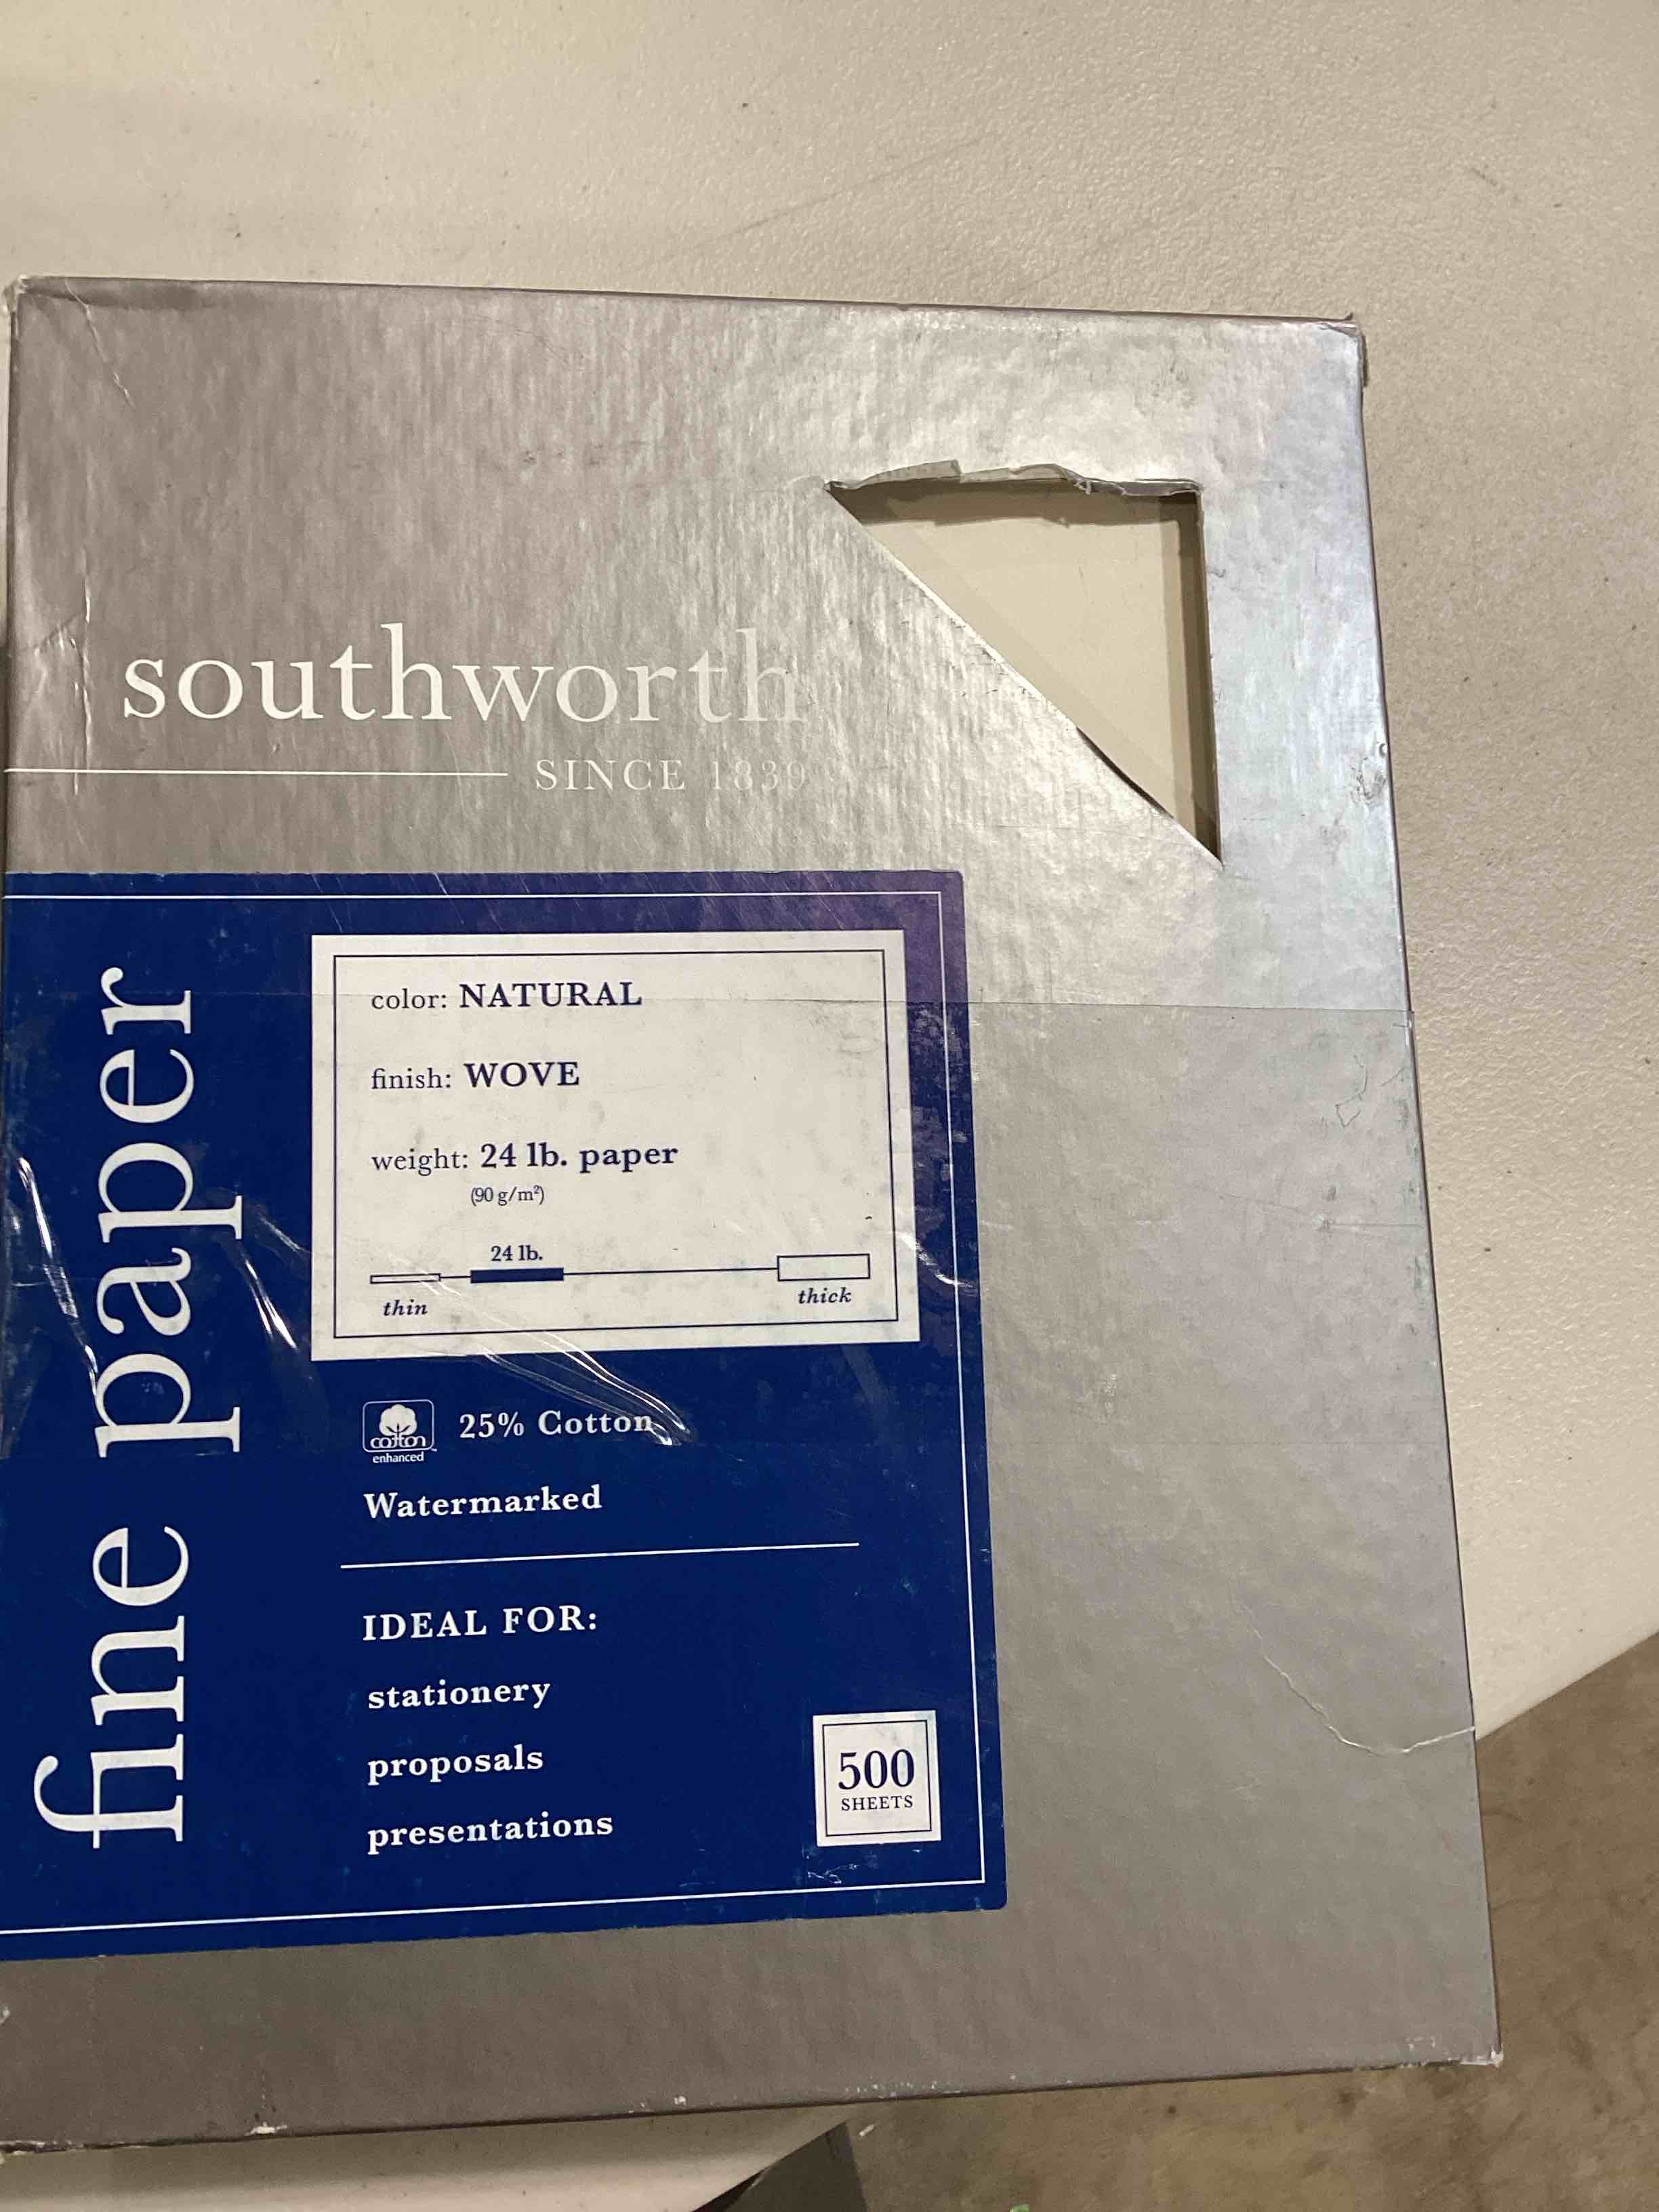 southworth
SINCE 1839
fine paper
color: NATURAL
finish: WOVE
weight: 24 lb. paper
(90 g/m²)
24 lb.
thin
thick
cotton
enhanced
25% Cotton
Watermarked
IDEAL FOR:
stationery
proposals
presentations
500
SHEETS